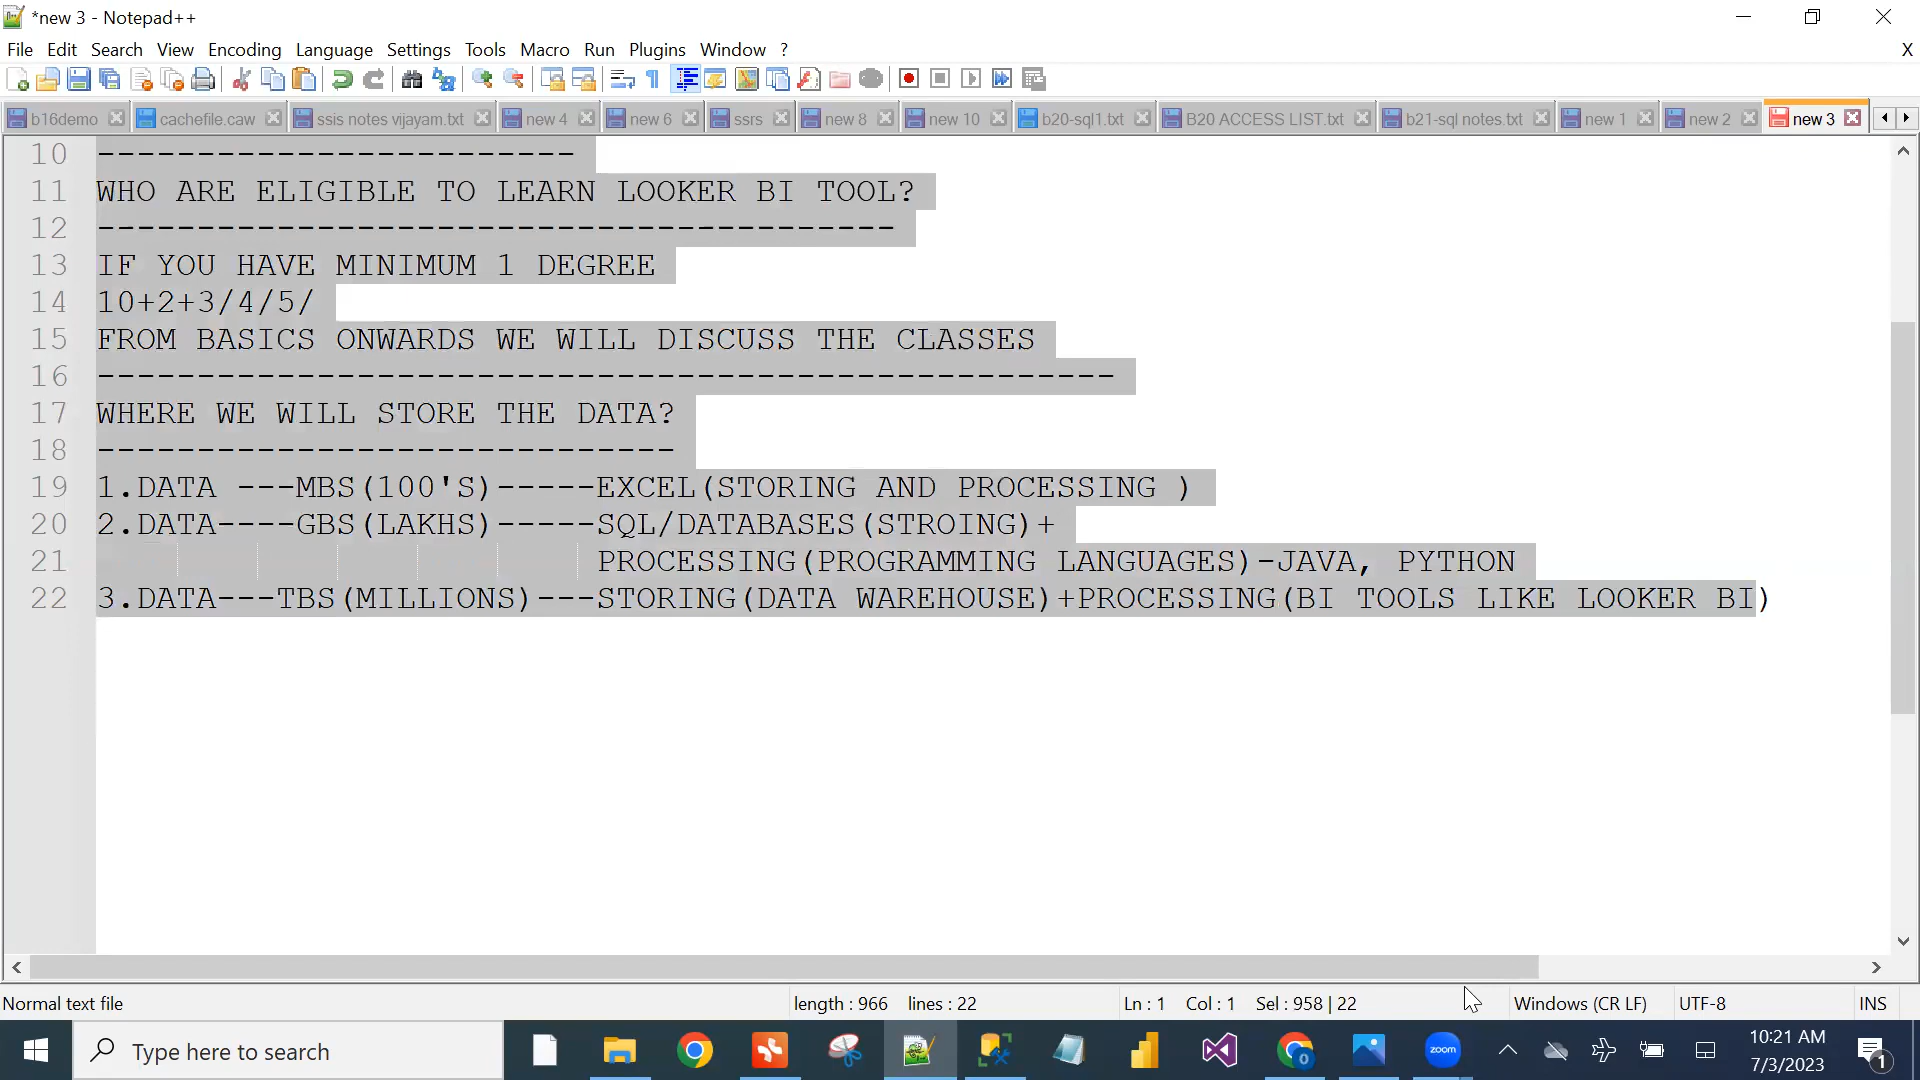 *new 3 - Notepad++
File Edit Search View Encoding Language Settings Tools Macro Run Plugins Window ? X
b16demo cachefile.caw ssis notes vijayam.txt new 4 new 6 ssrs new 8 new 10 b20-sql1.txt B20 ACCESS LIST.txt b21-sql notes.txt new 1 new 2 new 3
10 ------------------------
11 WHO ARE ELIGIBLE TO LEARN LOOKER BI TOOL?
12 ----------------------------------------
13 IF YOU HAVE MINIMUM 1 DEGREE
14 10+2+3/4/5/
15 FROM BASICS ONWARDS WE WILL DISCUSS THE CLASSES
16 ---------------------------------------------------
17 WHERE WE WILL STORE THE DATA?
18 -----------------------------
19 1.DATA ---MBS(100'S)-----EXCEL(STORING AND PROCESSING )
20 2.DATA----GBS(LAKHS)-----SQL/DATABASES(STROING)+
21 PROCESSING(PROGRAMMING LANGUAGES)-JAVA, PYTHON
22 3.DATA---TBS(MILLIONS)---STORING(DATA WAREHOUSE)+PROCESSING(BI TOOLS LIKE LOOKER BI)
Normal text file length : 966 lines : 22 Ln : 1 Col : 1 Sel : 958 | 22 Windows (CR LF) UTF-8 INS
Type here to search zoom 10:21 AM
7/3/2023 1